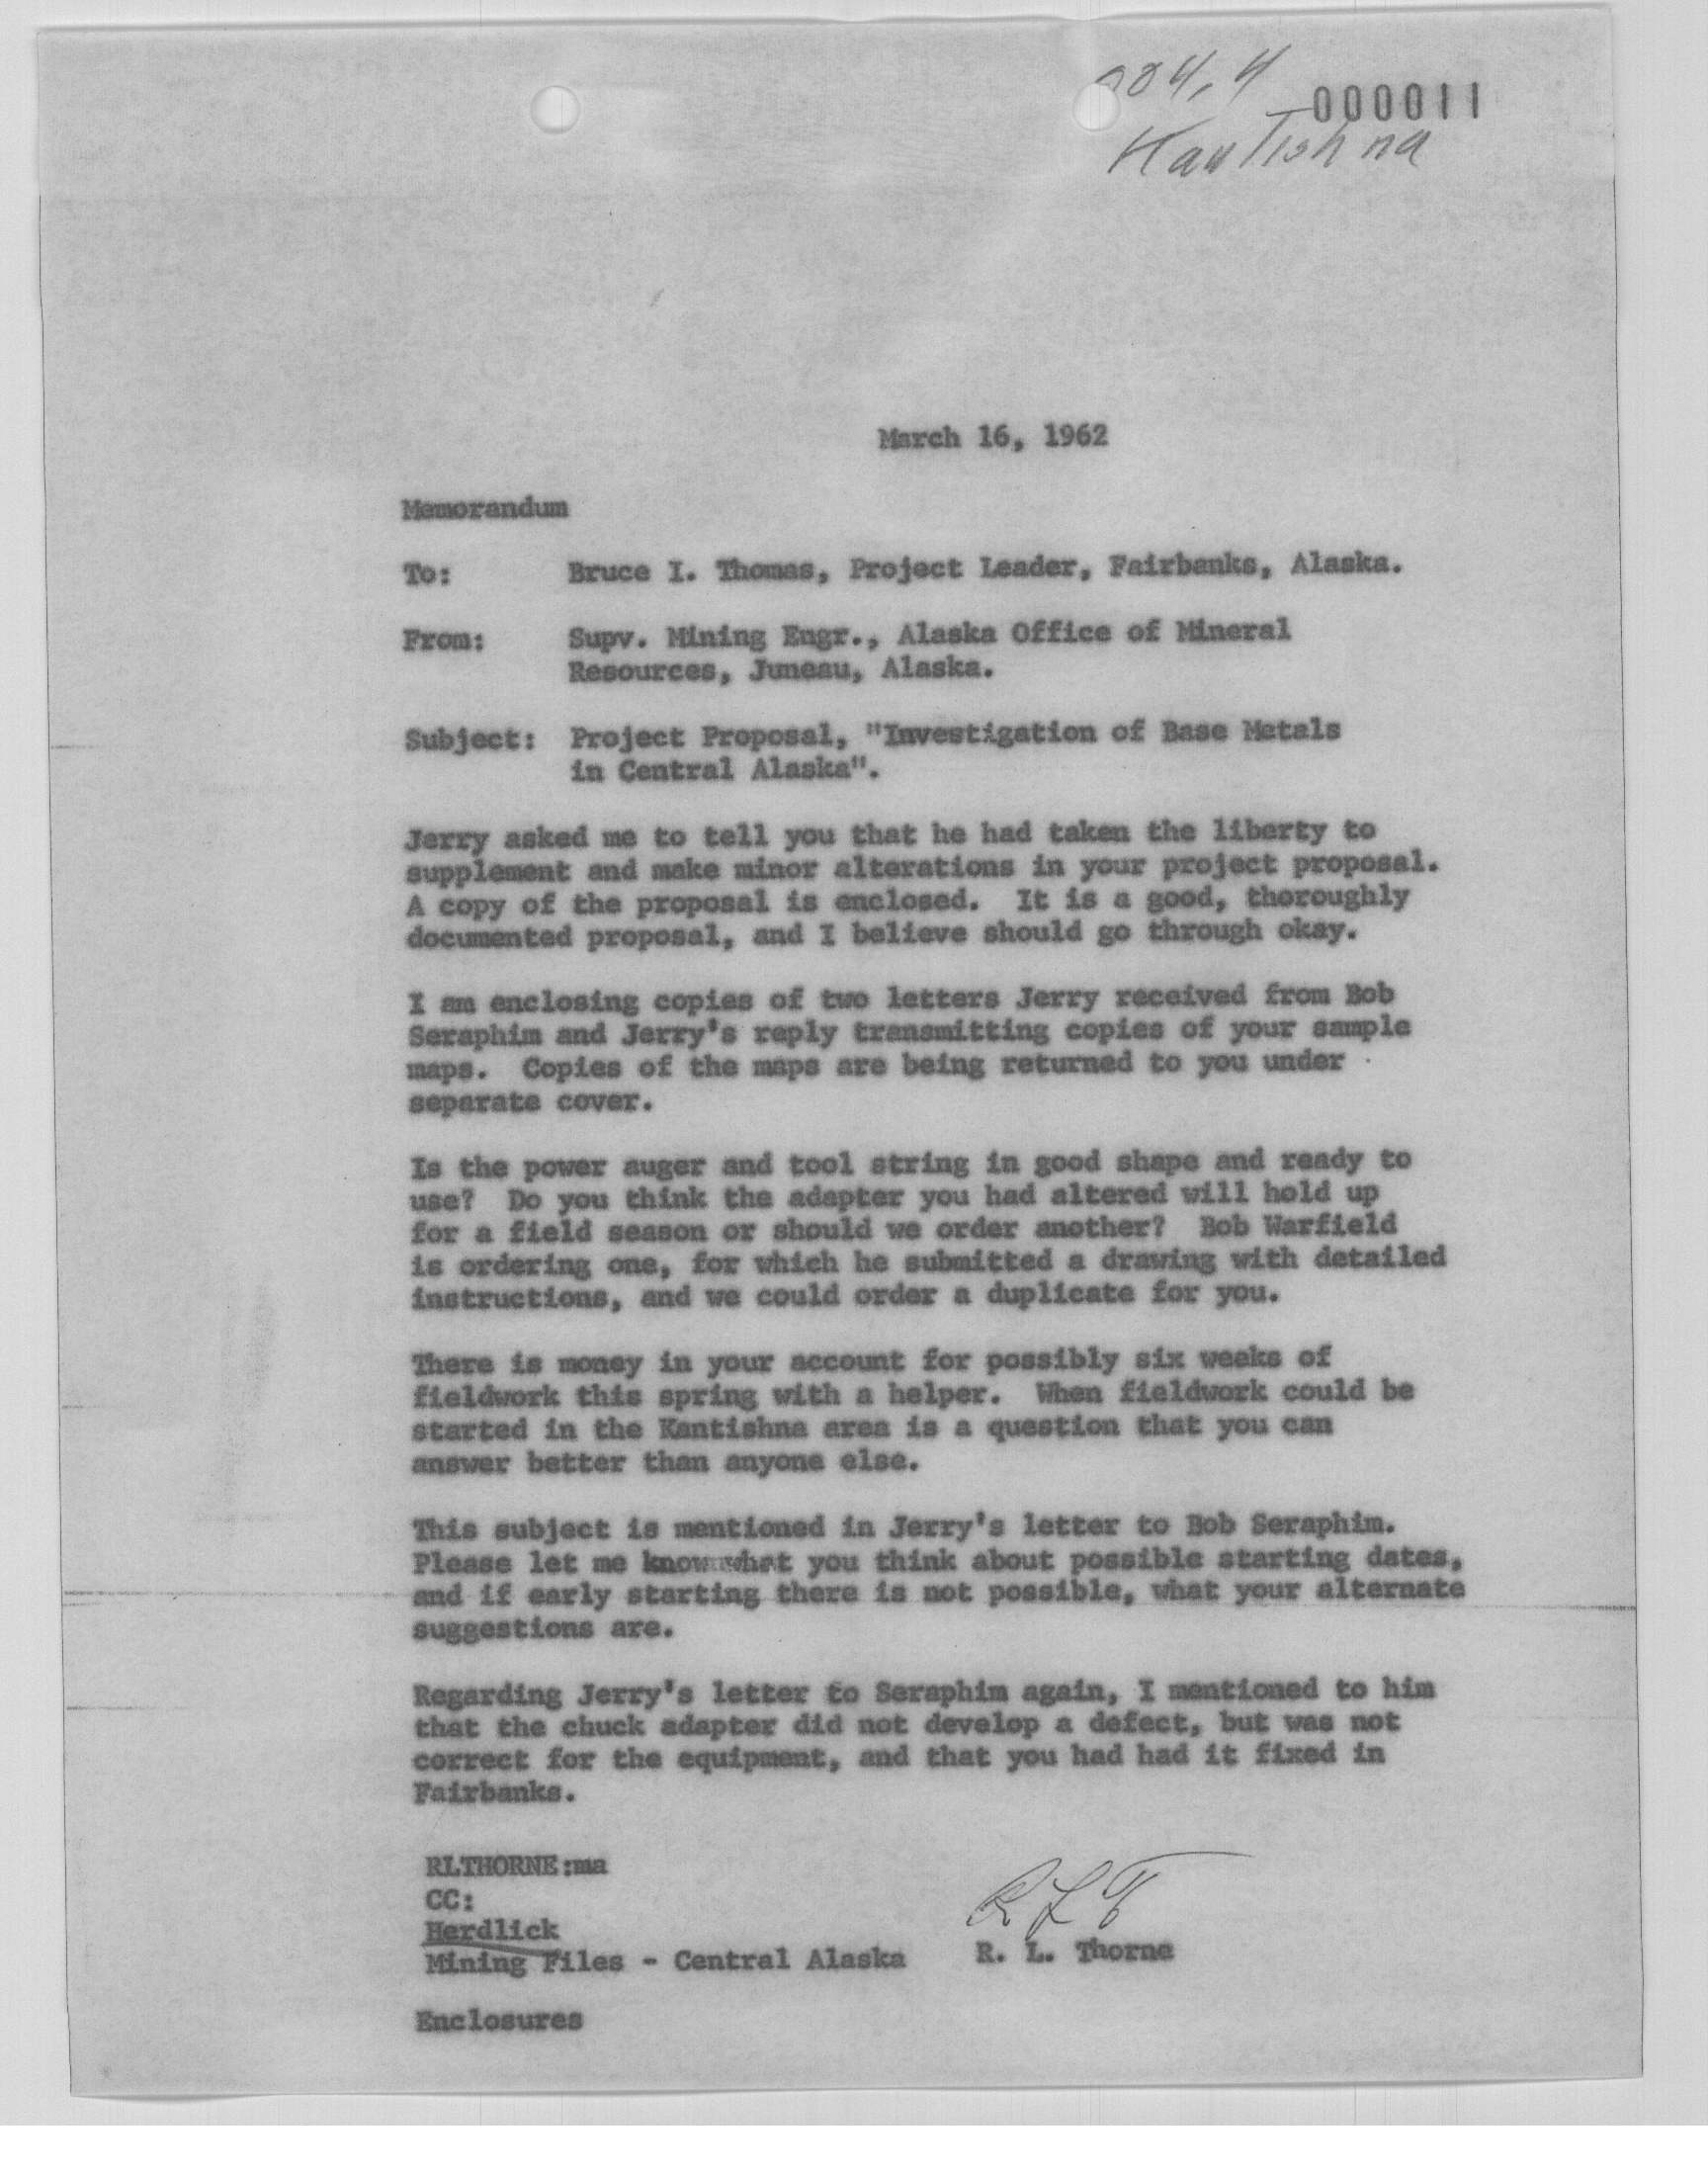 04.4
000011
Kantishna
March 16, 1962
Memorandum
To: Bruce I. Thomas, Project Leader, Fairbanks, Alaska.
From: Supv. Mining Engr., Alaska Office of Mineral
Resources, Juneau, Alaska.
Subject: Project Proposal, "Investigation of Base Metals
in Central Alaska".
Jerry asked me to tell you that he had taken the liberty to
supplement and make minor alterations in your project proposal.
A copy of the proposal is enclosed. It is a good, thoroughly
documented proposal, and I believe should go through okay.
I am enclosing copies of two letters Jerry received from Bob
Seraphim and Jerry's reply transmitting copies of your sample
maps. Copies of the maps are being returned to you under
separate cover.
Is the power auger and tool string in good shape and ready to
use? Do you think the adapter you had altered will hold up
for a field season or should we order another? Bob Warfield
is ordering one, for which he submitted a drawing with detailed
instructions, and we could order a duplicate for you.
There is money in your account for possibly six weeks of
fieldwork this spring with a helper. When fieldwork could be
started in the Kantishna area is a question that you can
answer better than anyone else.
This subject is mentioned in Jerry's letter to Bob Seraphim.
Please let me know what you think about possible starting dates,
and if early starting there is not possible, what your alternate
suggestions are.
Regarding Jerry's letter to Seraphim again, I mentioned to him
that the chuck adapter did not develop a defect, but was not
correct for the equipment, and that you had had it fixed in
Fairbanks.
RLTHORNE:ma
CC:
Herdlick
Mining Files - Central Alaska
RLT
R. L. Thorne
Enclosures